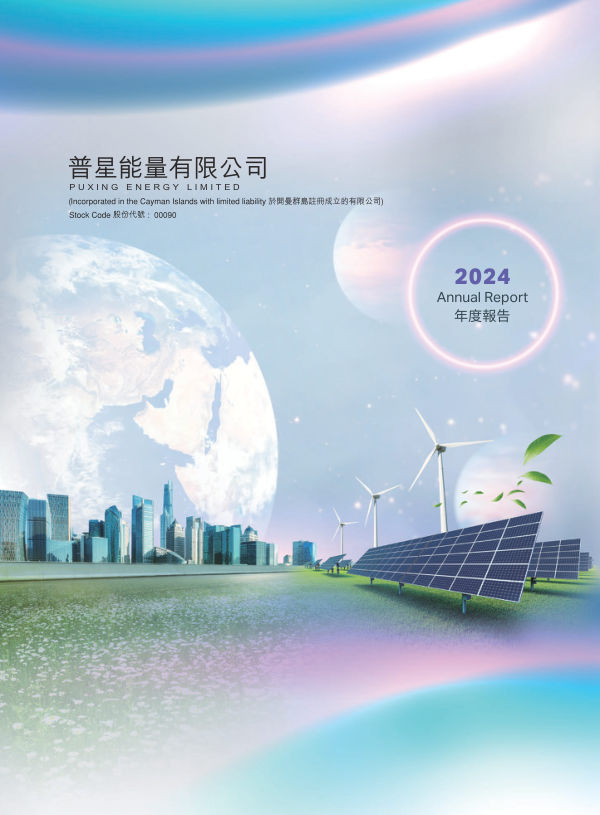 普星能量有限公司
PUXING ENERGY LIMITED
(Incorporated in the Cayman Islands with limited liability 於開曼群島註冊成立的有限公司)
Stock Code 股份代號 : 00090
2024
Annual Report
年度報告